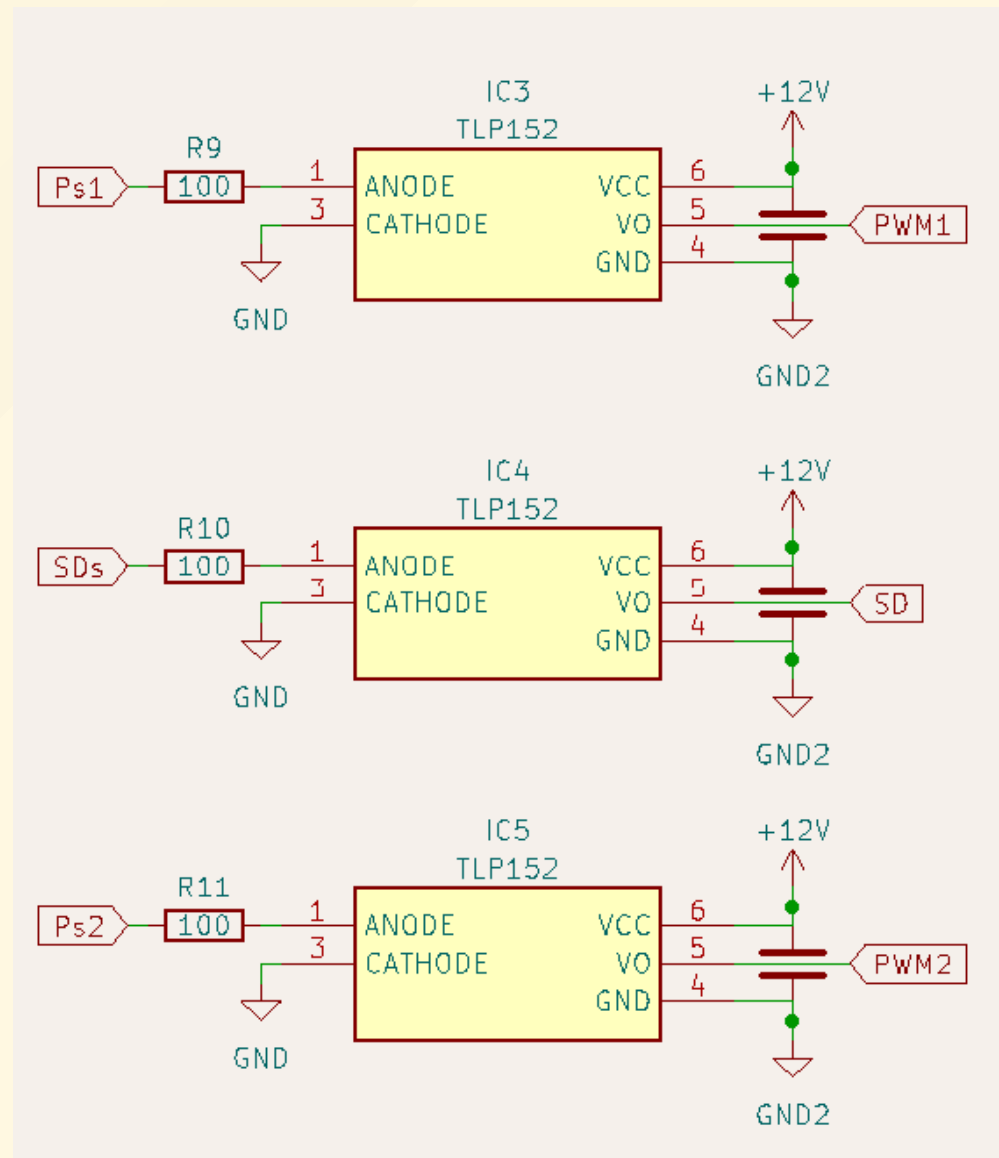 IC3
TLP152
+12V
R9
Ps1
100
1
ANODE
3
CATHODE
VCC
6
VO
5
GND
4
PWM1
GND
GND2
IC4
TLP152
+12V
R10
SDs
100
1
ANODE
3
CATHODE
VCC
6
VO
5
GND
4
SD
GND
GND2
IC5
TLP152
+12V
R11
Ps2
100
1
ANODE
3
CATHODE
VCC
6
VO
5
GND
4
PWM2
GND
GND2